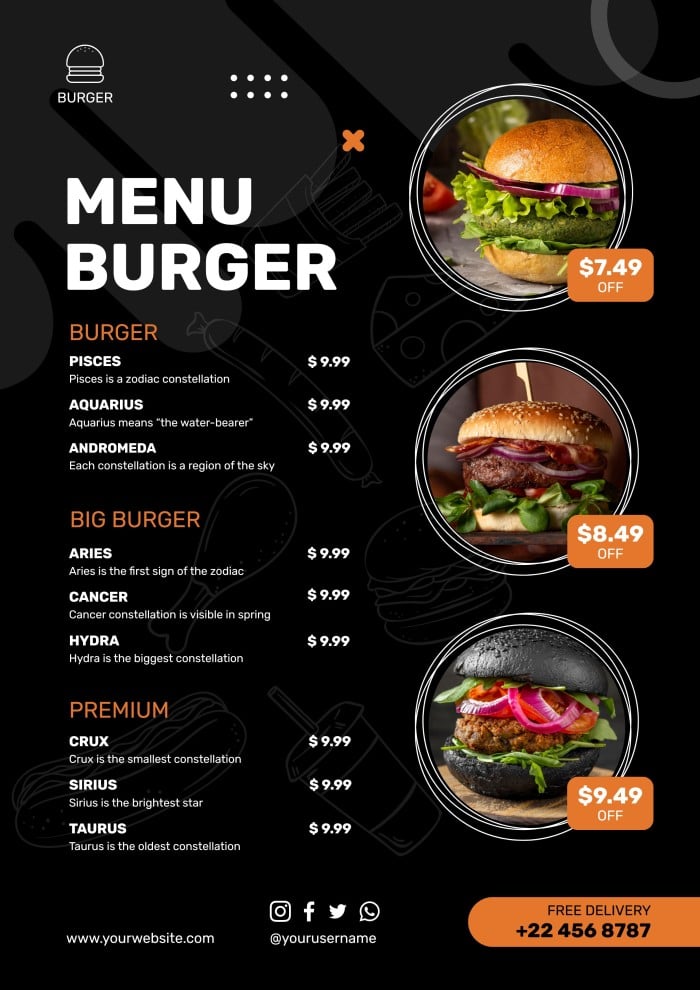 BURGER
MENU
BURGER
BURGER
PISCES $ 9.99
Pisces is a zodiac constellation
AQUARIUS $ 9.99
Aquarius means "the water-bearer"
ANDROMEDA $ 9.99
Each constellation is a region of the sky
BIG BURGER
ARIES $ 9.99
Aries is the first sign of the zodiac
CANCER $ 9.99
Cancer constellation is visible in spring
HYDRA $ 9.99
Hydra is the biggest constellation
PREMIUM
CRUX $ 9.99
Crux is the smallest constellation
SIRIUS $ 9.99
Sirius is the brightest star
TAURUS $ 9.99
Taurus is the oldest constellation
$7.49
OFF
$8.49
OFF
$9.49
OFF
www.yourwebsite.com
@yourusername
FREE DELIVERY
+22 456 8787